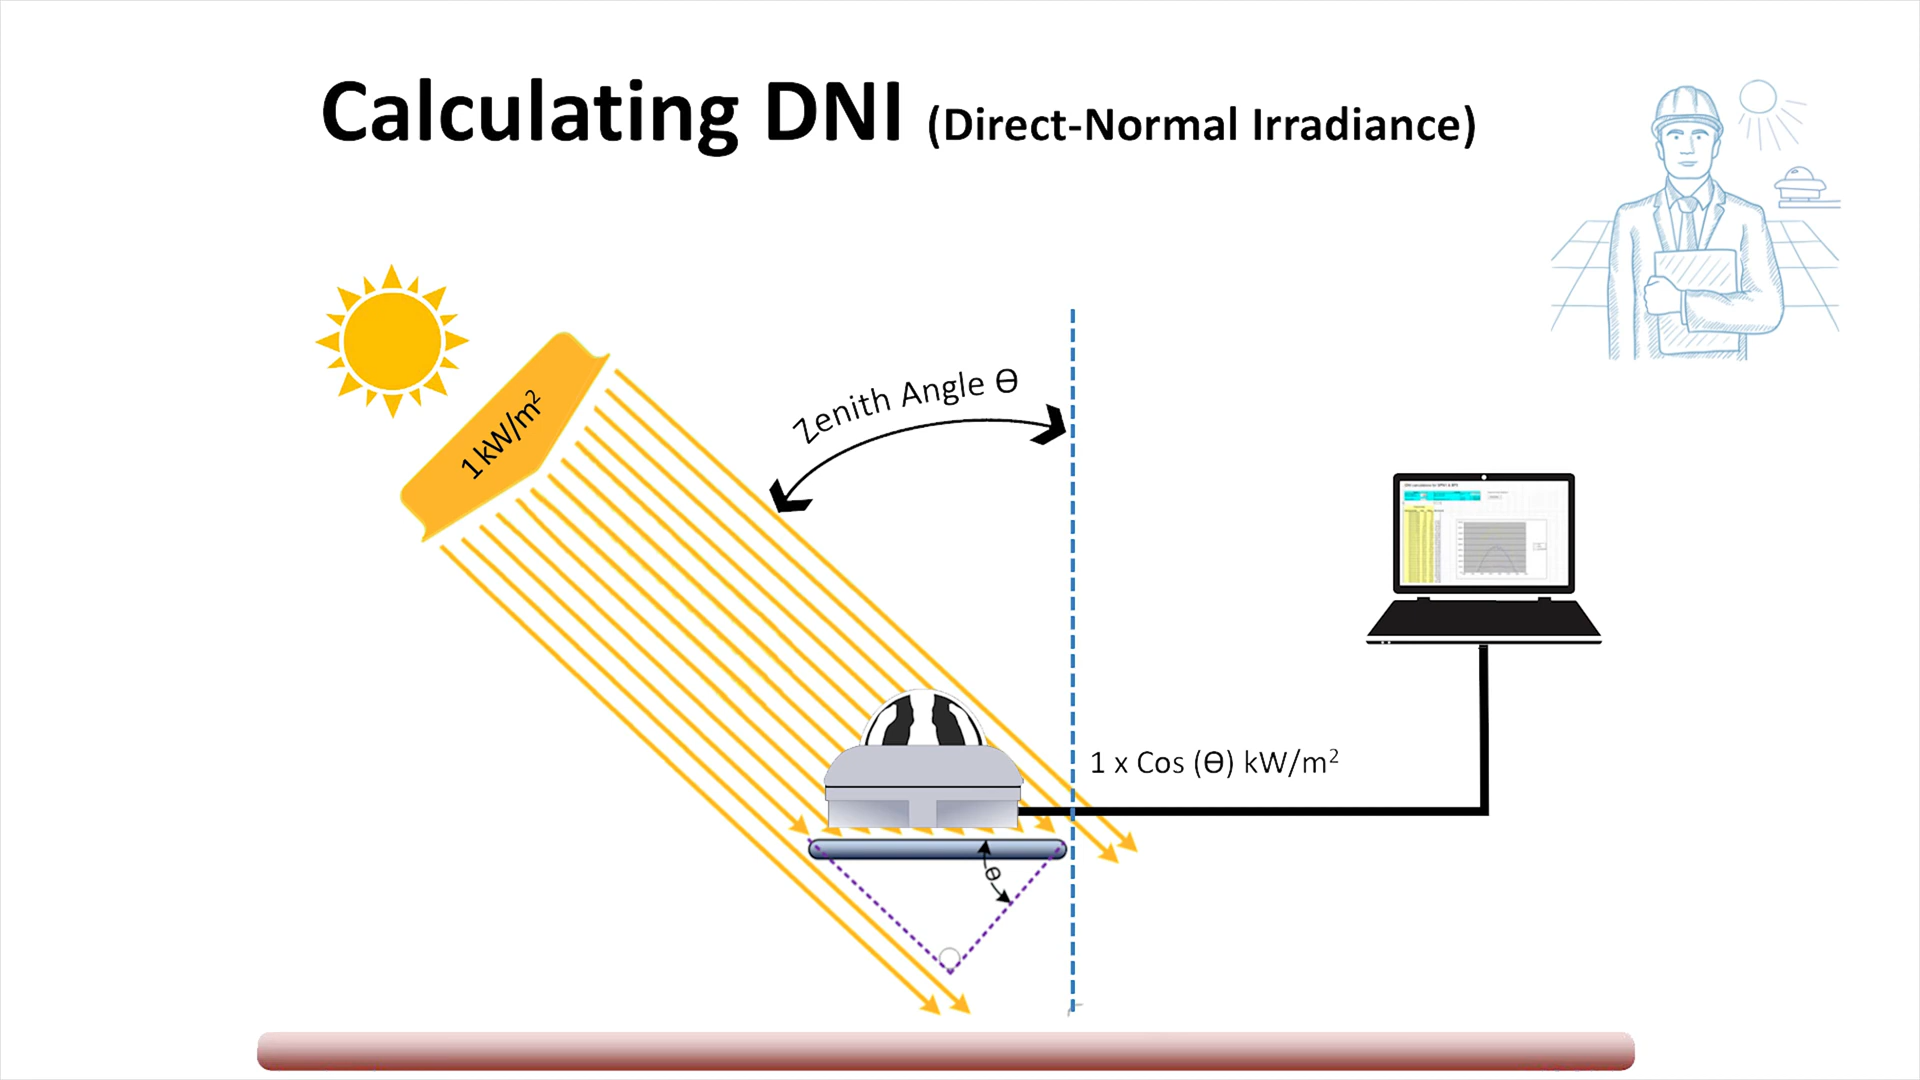 Calculating DNI (Direct-Normal Irradiance)
1 kW/m²
Zenith Angle Ɵ
1 x Cos (Ɵ) kW/m²
Ɵ